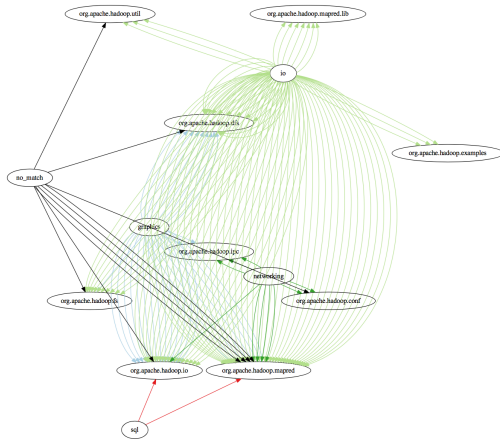 org.apache.hadoop.util
org.apache.hadoop.mapred.lib
io
org.apache.hadoop.dfs
org.apache.hadoop.examples
no_match
graphics
org.apache.hadoop.ipc
networking
org.apache.hadoop.fs
org.apache.hadoop.conf
org.apache.hadoop.io
org.apache.hadoop.mapred
sql